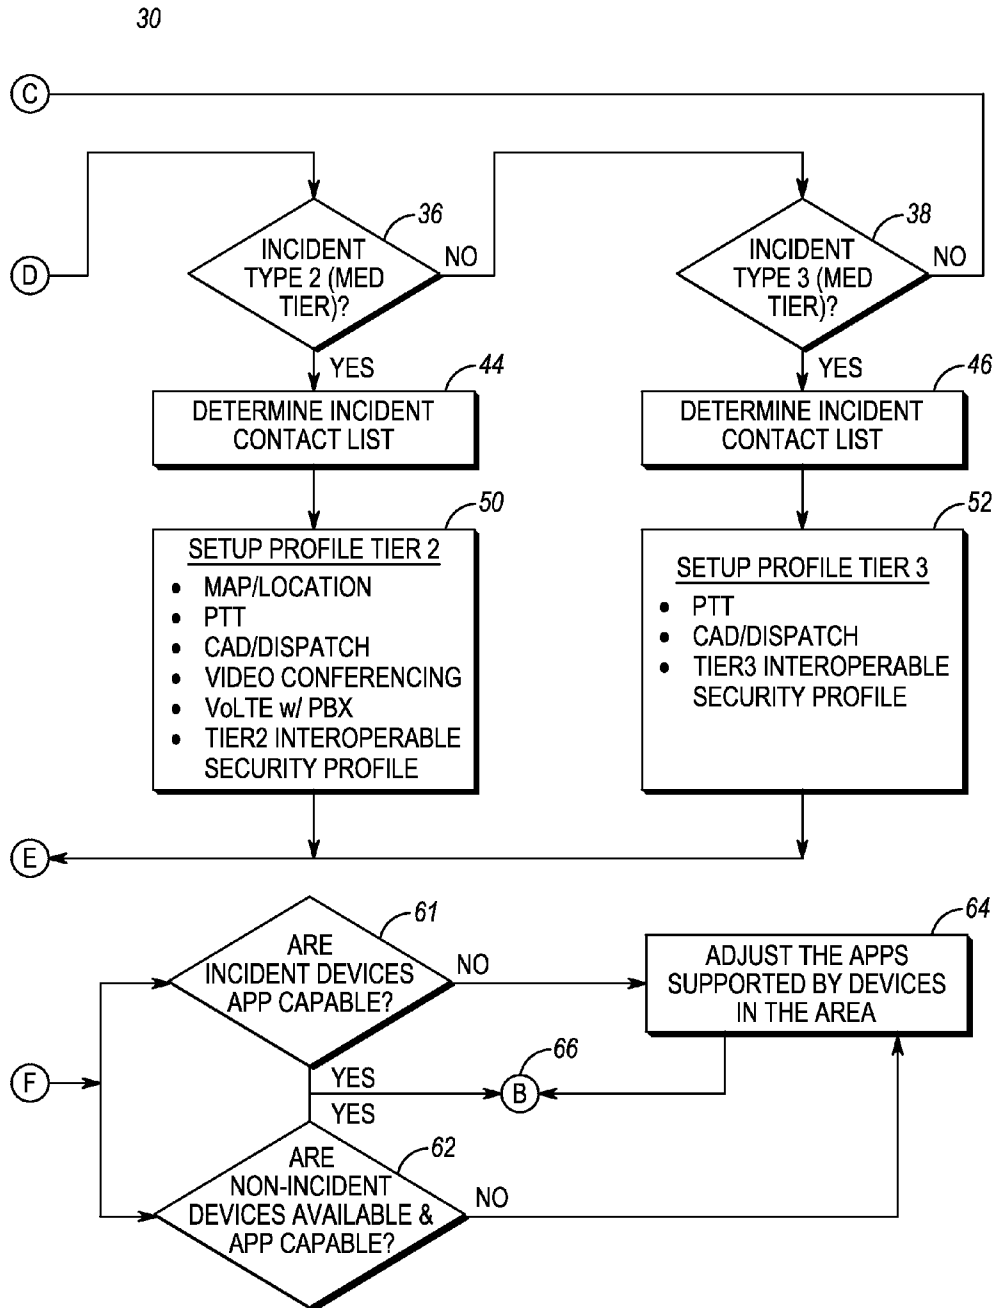 30
C
D
36
INCIDENT
TYPE 2 (MED
TIER)?
NO
YES
38
INCIDENT
TYPE 3 (MED
TIER)?
NO
YES
44
DETERMINE INCIDENT
CONTACT LIST
46
DETERMINE INCIDENT
CONTACT LIST
50
SETUP PROFILE TIER 2
• MAP/LOCATION
• PTT
• CAD/DISPATCH
• VIDEO CONFERENCING
• VoLTE w/ PBX
• TIER2 INTEROPERABLE
SECURITY PROFILE
52
SETUP PROFILE TIER 3
• PTT
• CAD/DISPATCH
• TIER3 INTEROPERABLE
SECURITY PROFILE
E
61
ARE
INCIDENT DEVICES
APP CAPABLE?
NO
YES
64
ADJUST THE APPS
SUPPORTED BY DEVICES
IN THE AREA
F
66
B
YES
62
ARE
NON-INCIDENT
DEVICES AVAILABLE &
APP CAPABLE?
NO